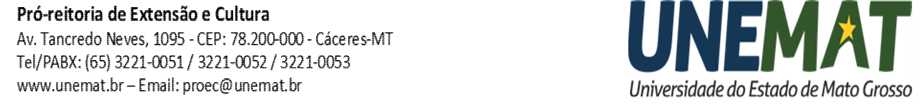 Pró-reitoria de Extensão e Cultura
Av. Tancredo Neves, 1095 - CEP: 78.200-000 - Cáceres-MT
Tel/PABX: (65) 3221-0051 / 3221-0052 / 3221-0053
www.unemat.br – Email: proec@unemat.br
UNEMAT
Universidade do Estado de Mato Grosso